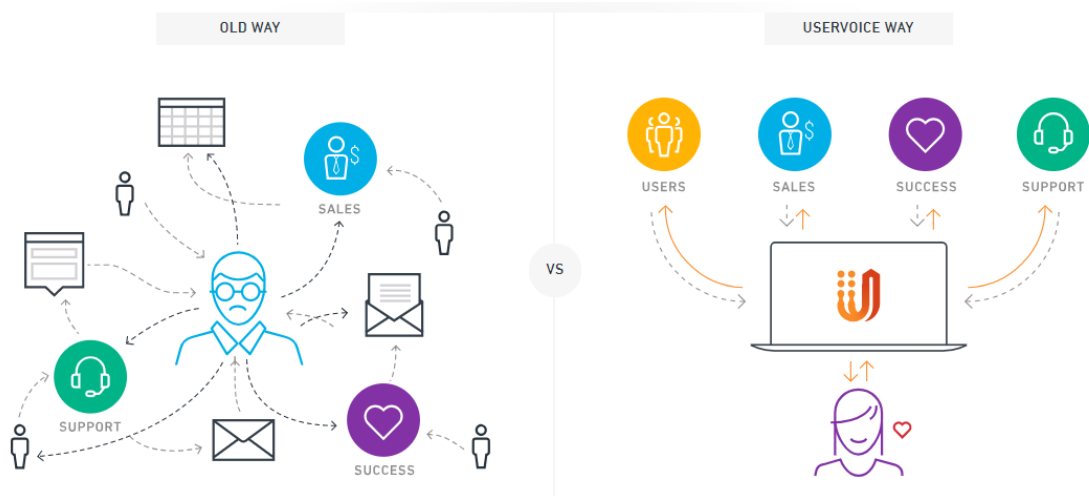 OLD WAY
USERVOICE WAY
$
SALES
SUPPORT
SUCCESS
VS
$
USERS
SALES
SUCCESS
SUPPORT